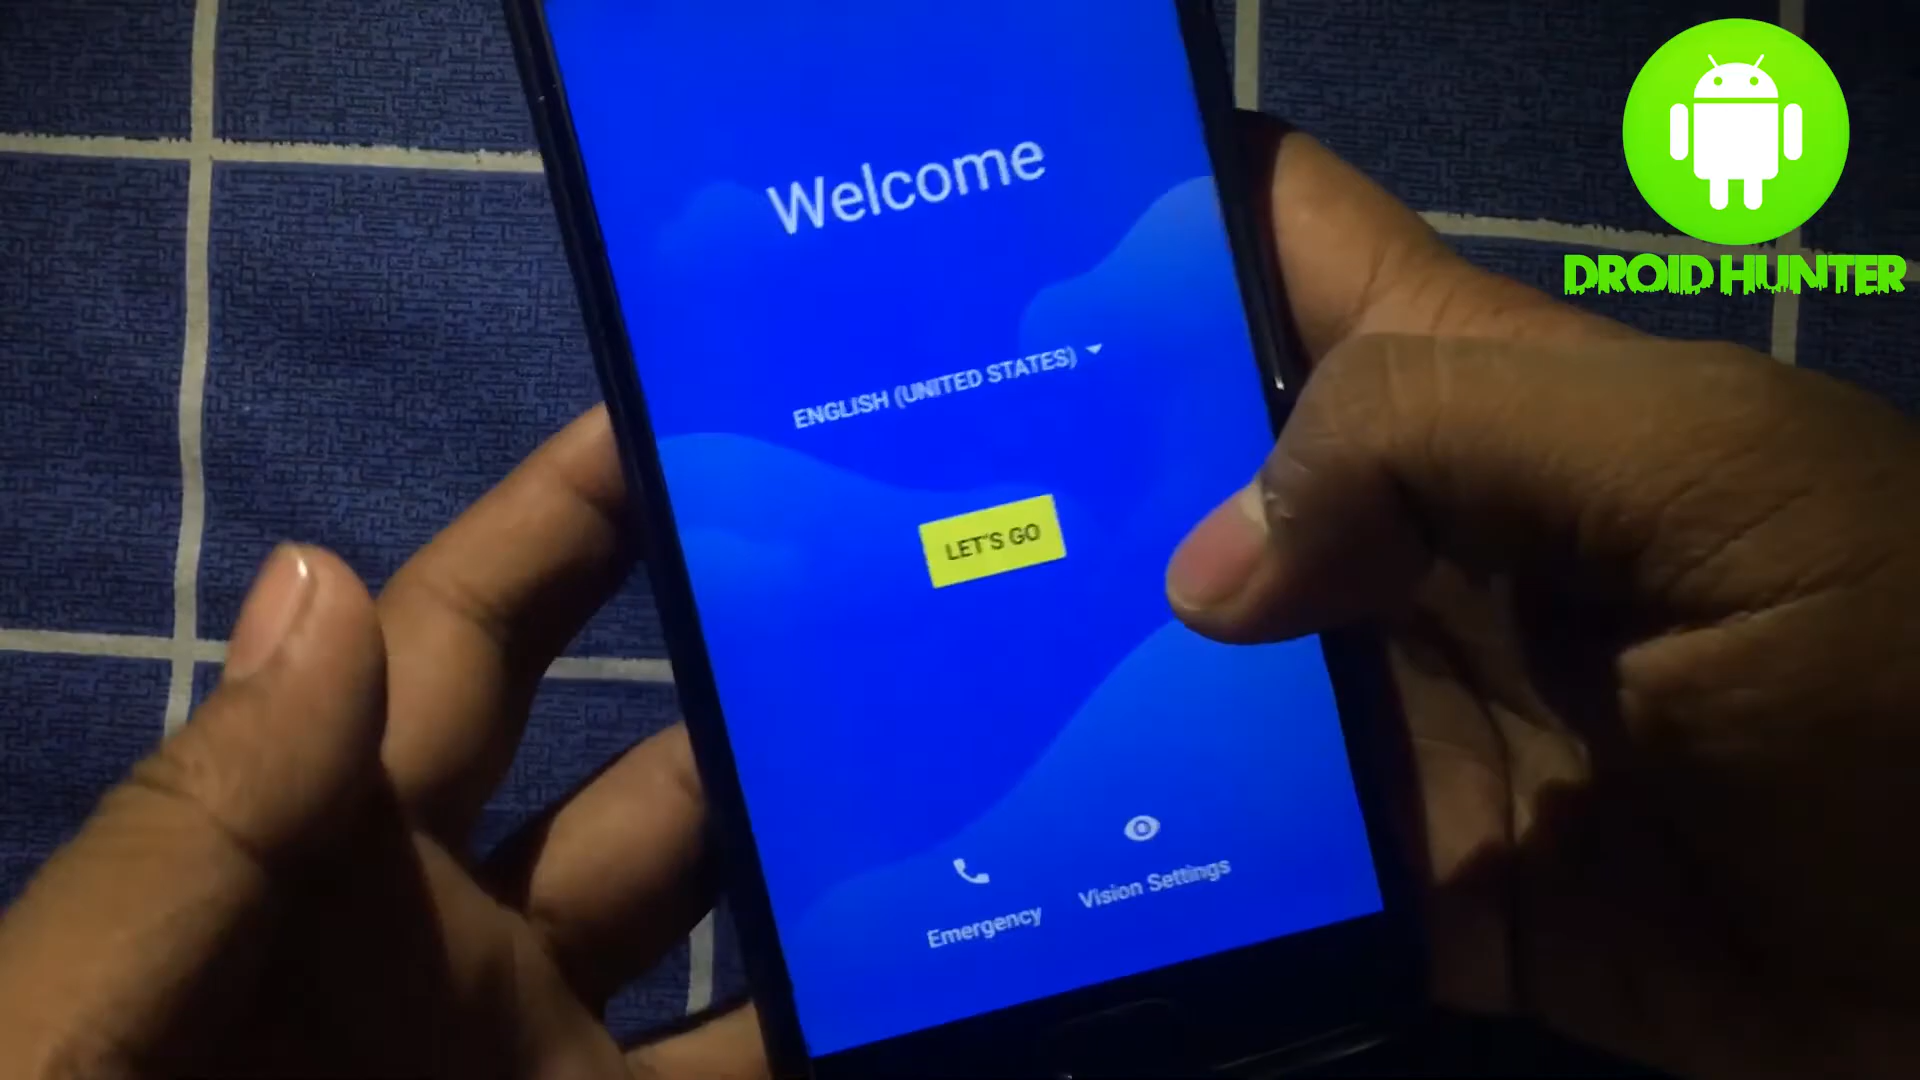 Welcome
ENGLISH (UNITED STATES)
LET'S GO
Emergency
Vision Settings
DROID HUNTER